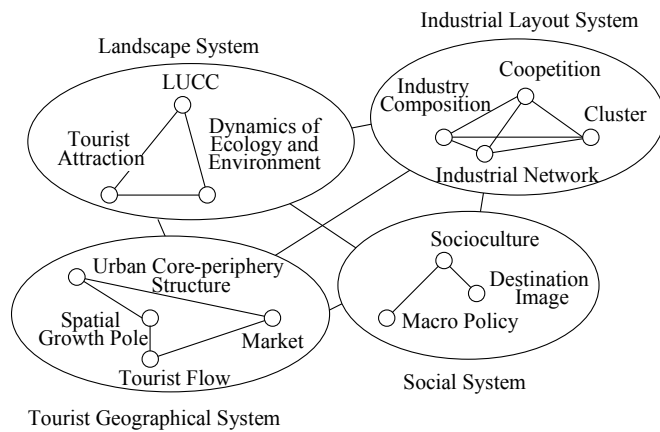 Industrial Layout System
Landscape System
LUCC
Tourist
Attraction
Dynamics of
Ecology and
Environment
Coopetition
Industry
Composition
Cluster
Industrial Network
Urban Core-periphery
Structure
Spatial
Growth Pole
Market
Tourist Flow
Socioculture
Destination
Image
Macro Policy
Social System
Tourist Geographical System